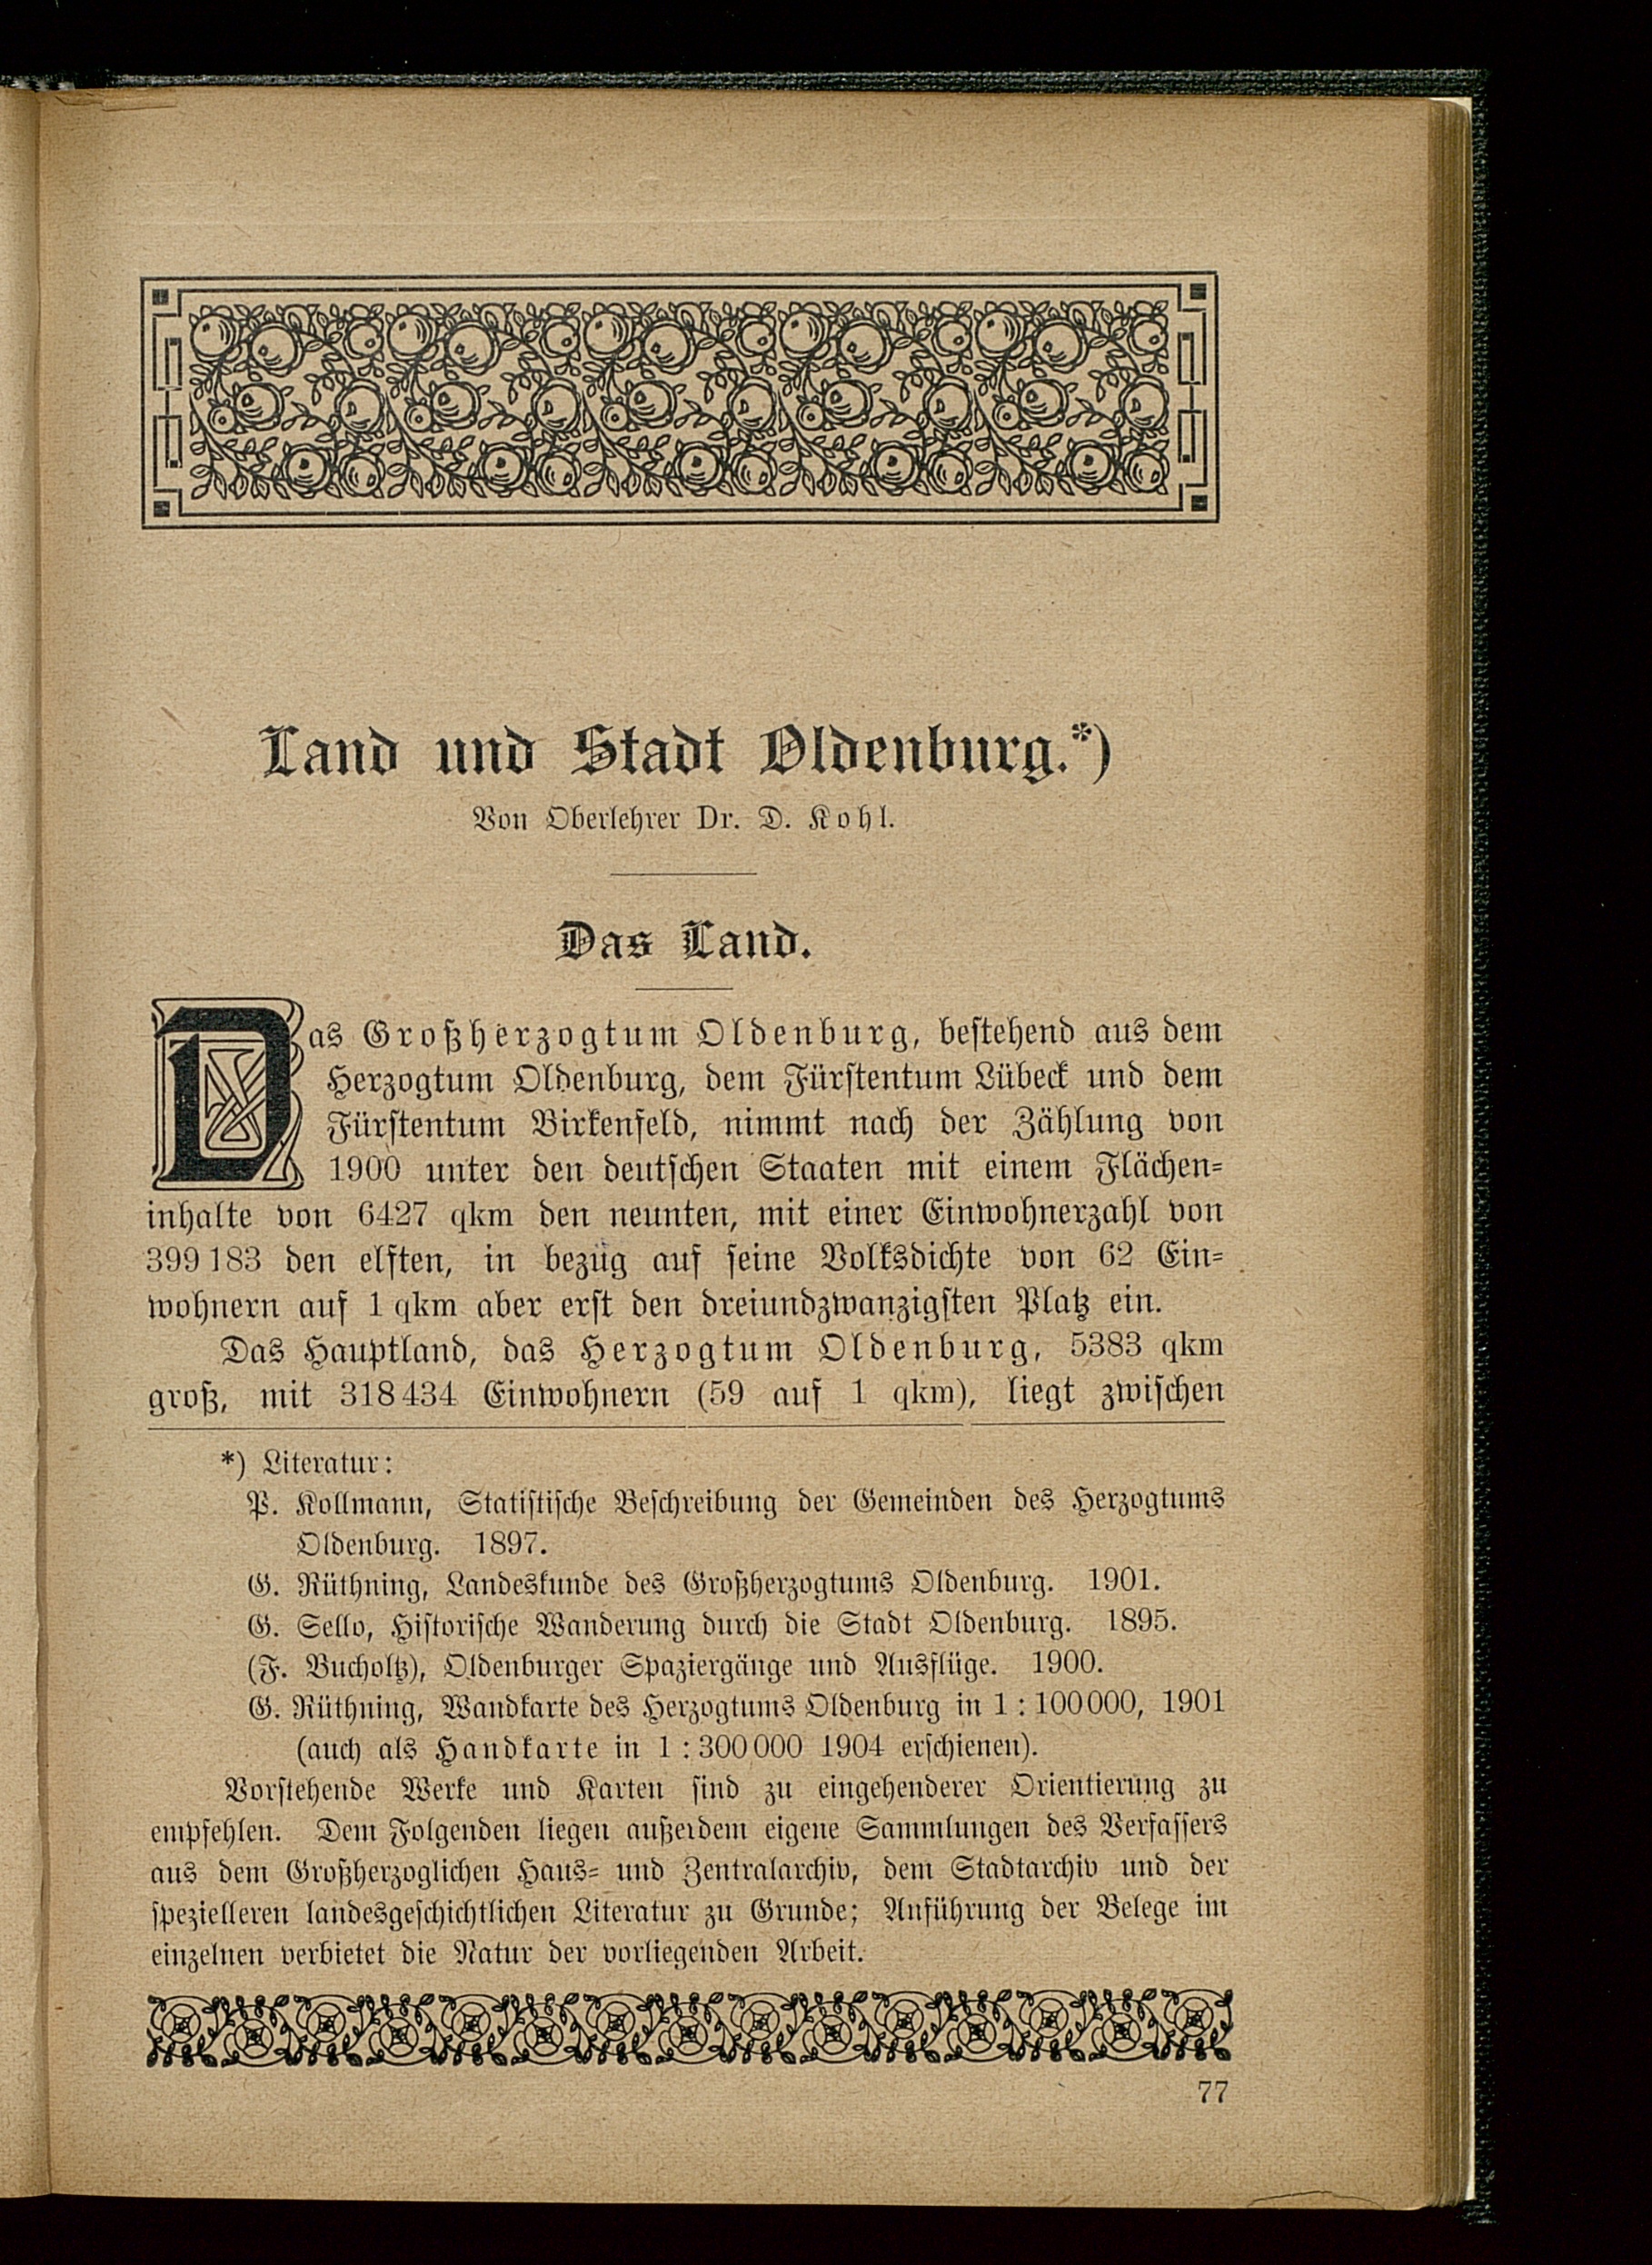 Land und Stadt Oldenburg.*)
Von Oberlehrer Dr. D. Kohl.
Das Land.
Das Großherzogtum Oldenburg, bestehend aus dem
Herzogtum Oldenburg, dem Fürstentum Lübeck und dem
Fürstentum Birkenfeld, nimmt nach der Zählung von
1900 unter den deutschen Staaten mit einem Flächen-
inhalte von 6427 qkm den neunten, mit einer Einwohnerzahl von
399 183 den elften, in bezug auf seine Volksdichte von 62 Ein-
wohnern auf 1 qkm aber erst den dreiundzwanzigsten Platz ein.
Das Hauptland, das Herzogtum Oldenburg, 5383 qkm
groß, mit 318 434 Einwohnern (59 auf 1 qkm), liegt zwischen
*) Literatur:
P. Kollmann, Statistische Beschreibung der Gemeinden des Herzogtums
Oldenburg. 1897.
G. Rüthning, Landeskunde des Großherzogtums Oldenburg. 1901.
G. Sello, Historische Wanderung durch die Stadt Oldenburg. 1895.
(F. Bucholtz), Oldenburger Spaziergänge und Ausflüge. 1900.
G. Rüthning, Wandkarte des Herzogtums Oldenburg in 1 : 100 000, 1901
(auch als Handkarte in 1 : 300 000 1904 erschienen).
Vorstehende Werke und Karten sind zu eingehenderer Orientierung zu
empfehlen. Dem Folgenden liegen außerdem eigene Sammlungen des Verfassers
aus dem Großherzoglichen Haus- und Zentralarchiv, dem Stadtarchiv und der
spezielleren landesgeschichtlichen Literatur zu Grunde; Anführung der Belege im
einzelnen verbietet die Natur der vorliegenden Arbeit.
77